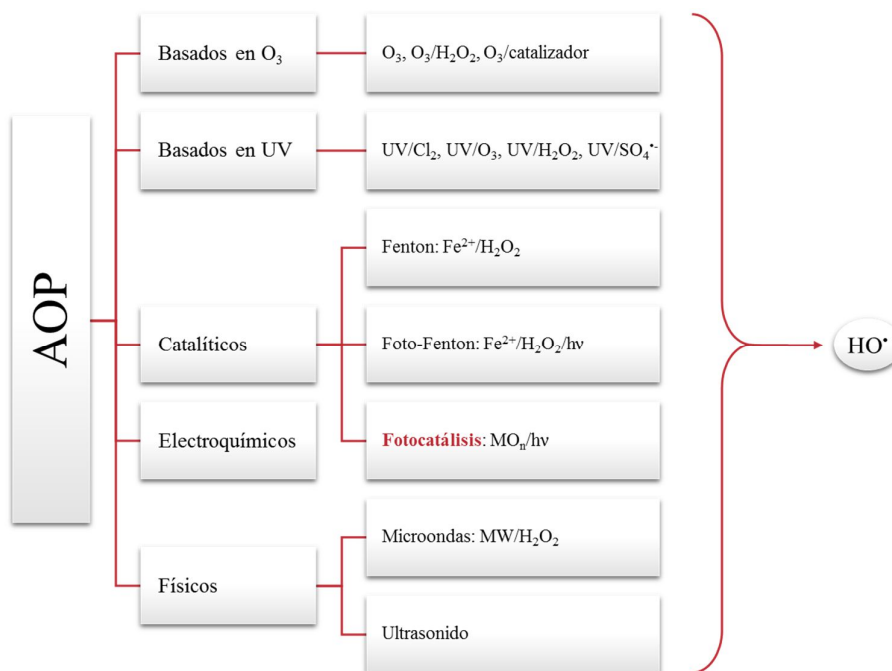 AOP
Basados en O₃
O₃, O₃/H₂O₂, O₃/catalizador
Basados en UV
UV/Cl₂, UV/O₃, UV/H₂O₂, UV/SO₄•-
Catalíticos
Fenton: Fe²⁺/H₂O₂
Foto-Fenton: Fe²⁺/H₂O₂/hν
Fotocatálisis: MOₙ/hν
Electroquímicos
Físicos
Microondas: MW/H₂O₂
Ultrasonido
HO•